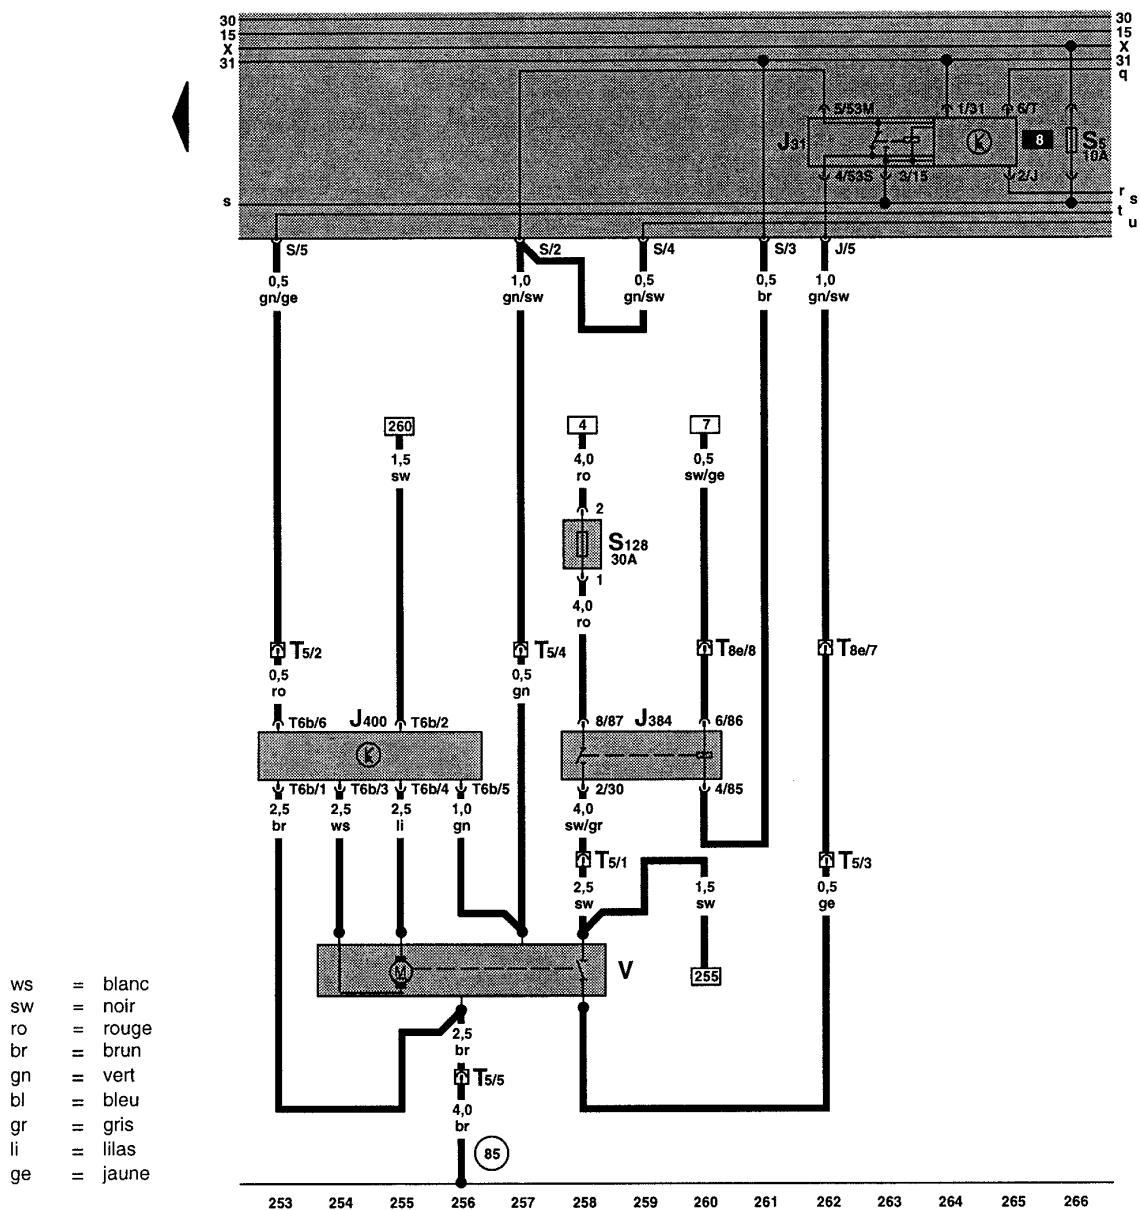 30 30
15 15
X X
31 31
q
5/53M 1/31 6/T
J31 8 S5
10A
4/53S 3/15 2/J
r
s s
t
u
S/5 S/2 S/4 S/3 J/5
0,5 1,0 0,5 0,5 1,0
gn/ge gn/sw gn/sw br gn/sw
260 4 7
1,5 4,0 0,5
sw ro sw/ge
2
S128
30A
1
4,0
ro
T5/2 T5/4 T8e/8 T8e/7
0,5 0,5
ro gn
T6b/6 J400 T6b/2 8/87 J384 6/86
T6b/1 T6b/3 T6b/4 T6b/5 2/30 4/85
2,5 2,5 2,5 1,0 4,0
br ws li gn sw/gr
T5/1 T5/3
2,5 1,5 0,5
sw sw ge
M V 255
ws = blanc
sw = noir
ro = rouge
br = brun
gn = vert
bl = bleu
gr = gris
li = lilas
ge = jaune
2,5
br
T5/5
4,0
br
85
253 254 255 256 257 258 259 260 261 262 263 264 265 266